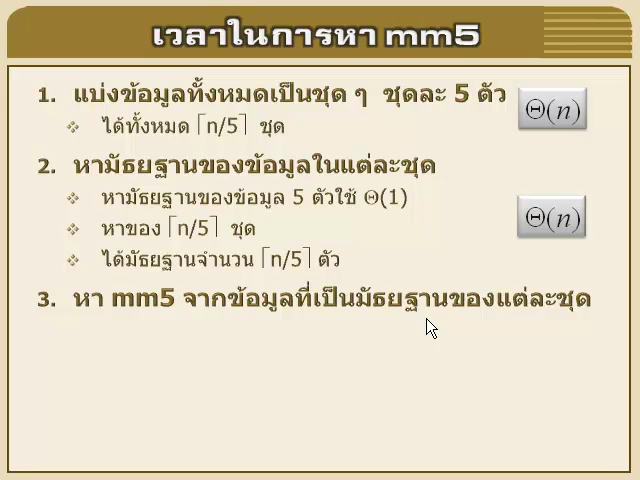 เวลาในการหา mm5
1. แบ่งข้อมูลทั้งหมดเป็นชุด ๆ ชุดละ 5 ตัว
Θ(n)
❖ ได้ทั้งหมด ⎡n/5⎤ ชุด
2. หามัธยฐานของข้อมูลในแต่ละชุด
❖ หามัธยฐานของข้อมูล 5 ตัวใช้ Θ(1)
Θ(n)
❖ หาของ ⎡n/5⎤ ชุด
❖ ได้มัธยฐานจำนวน ⎡n/5⎤ ตัว
3. หา mm5 จากข้อมูลที่เป็นมัธยฐานของแต่ละชุด